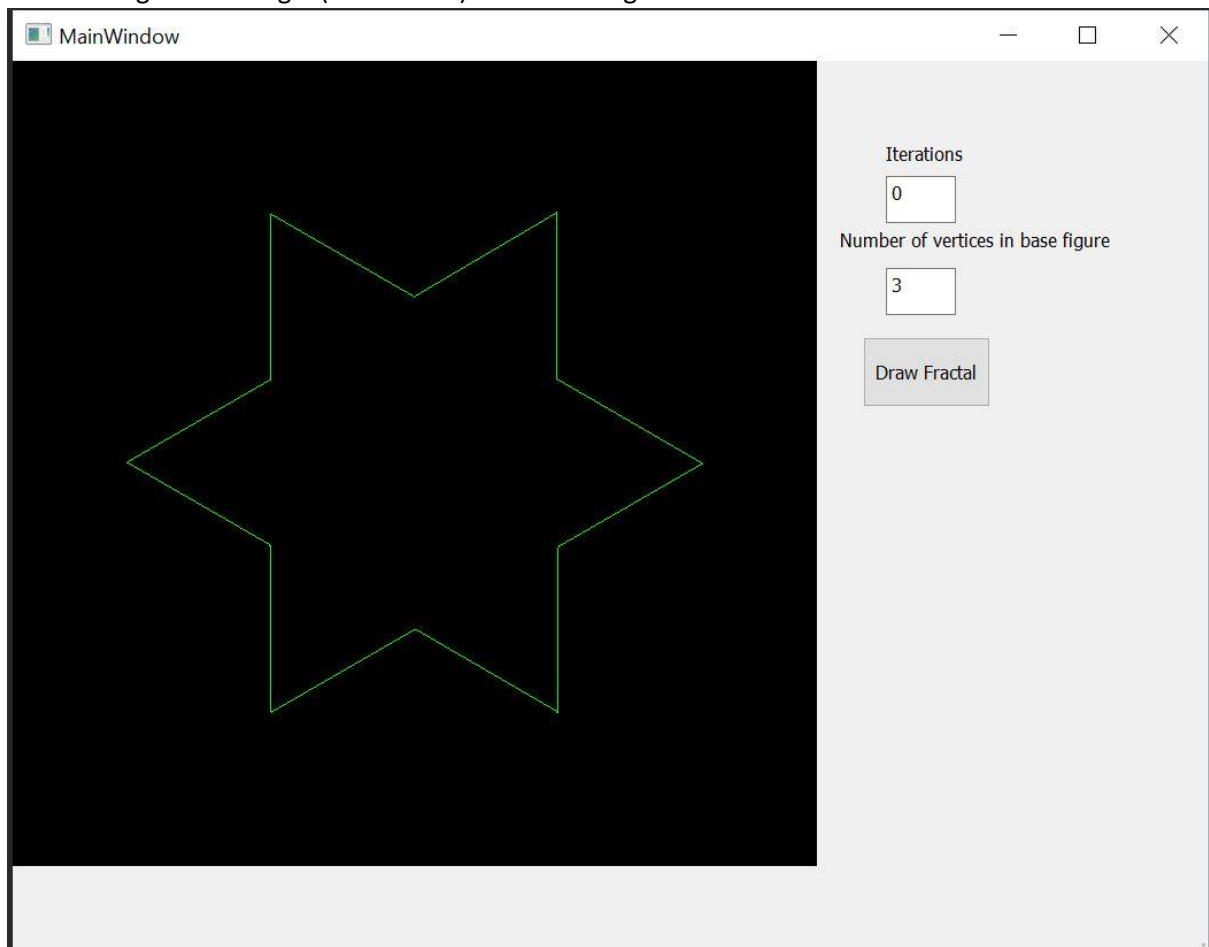 MainWindow
Iterations
0
Number of vertices in base figure
3
Draw Fractal